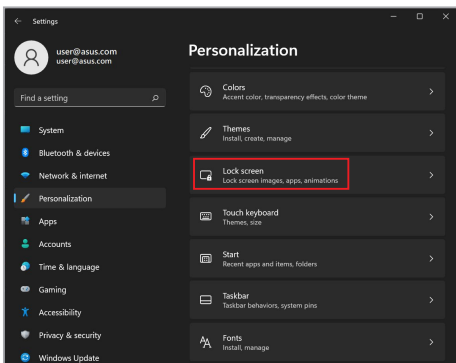 Settings
user@asus.com
user@asus.com
Find a setting
System
Bluetooth & devices
Network & internet
Personalization
Apps
Accounts
Time & language
Gaming
Accessibility
Privacy & security
Windows Update
Personalization
Colors
Accent color, transparency effects, color theme
Themes
Install, create, manage
Lock screen
Lock screen images, apps, animations
Touch keyboard
Themes, size
Start
Recent apps and items, folders
Taskbar
Taskbar behaviors, system pins
Fonts
Install, manage